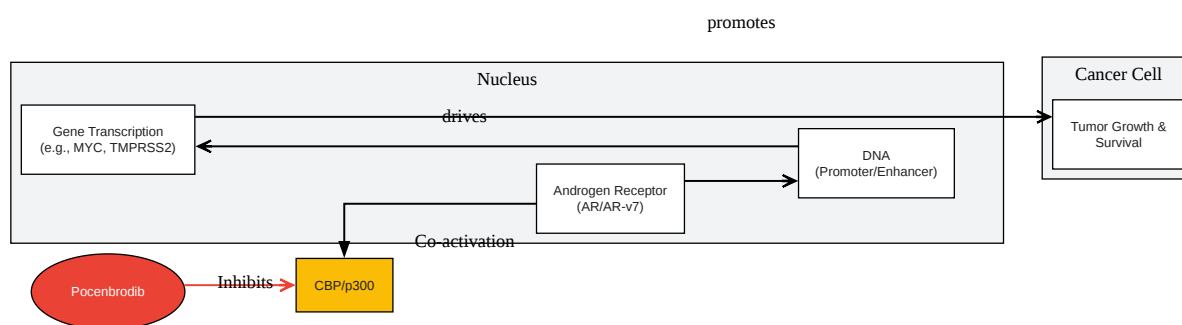 promotes
Nucleus
Cancer Cell
Gene Transcription
(e.g., MYC, TMPRSS2)
drives
Tumor Growth &
Survival
DNA
(Promoter/Enhancer)
Androgen Receptor
(AR/AR-v7)
Co-activation
Pocenbrodib
Inhibits
CBP/p300